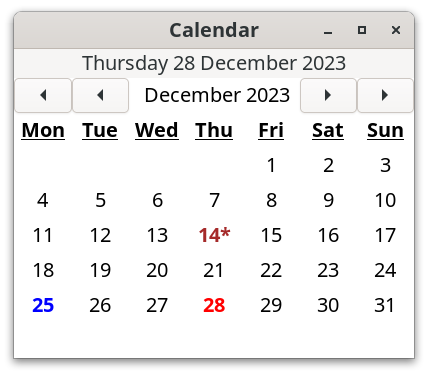 Calendar
Thursday 28 December 2023
December 2023
Mon Tue Wed Thu Fri Sat Sun
1 2 3
4 5 6 7 8 9 10
11 12 13 14* 15 16 17
18 19 20 21 22 23 24
25 26 27 28 29 30 31